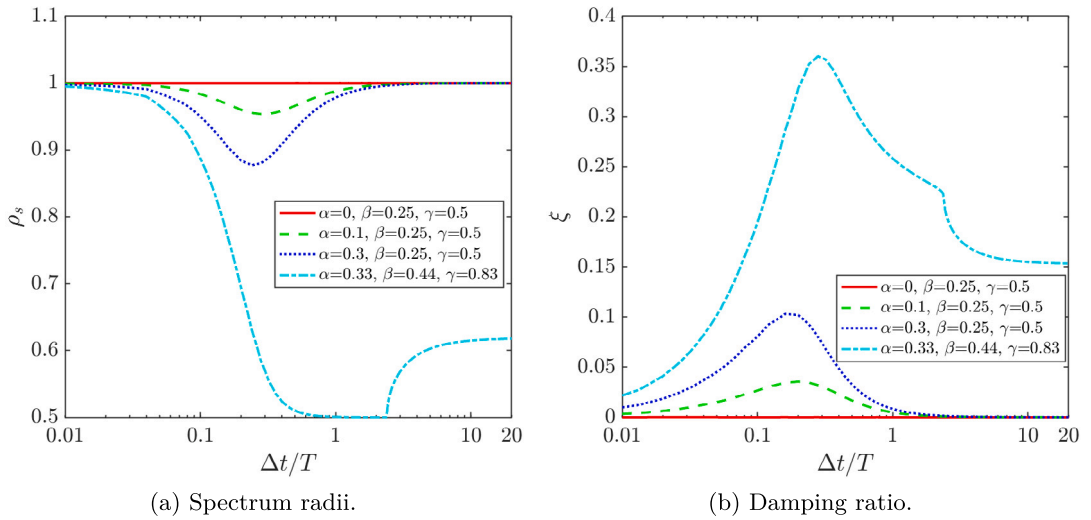 1.1
1
0.9
0.8
0.7
0.6
0.5
ρₛ
α=0, β=0.25, γ=0.5
α=0.1, β=0.25, γ=0.5
α=0.3, β=0.25, γ=0.5
α=0.33, β=0.44, γ=0.83
0.01 0.1 1 20
Δt/T
(a) Spectrum radii.
0.4
0.35
0.3
0.25
0.2
0.15
0.1
0.05
0
ξ
α=0, β=0.25, γ=0.5
α=0.1, β=0.25, γ=0.5
α=0.3, β=0.25, γ=0.5
α=0.33, β=0.44, γ=0.83
0.01 0.1 1 10 20
Δt/T
(b) Damping ratio.